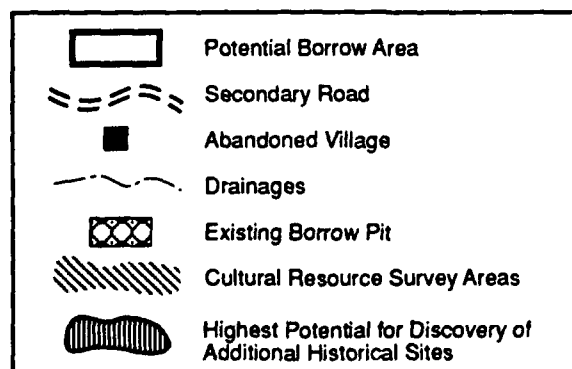 Potential Borrow Area
Secondary Road
Abandoned Village
Drainages
Existing Borrow Pit
Cultural Resource Survey Areas
Highest Potential for Discovery of
Additional Historical Sites